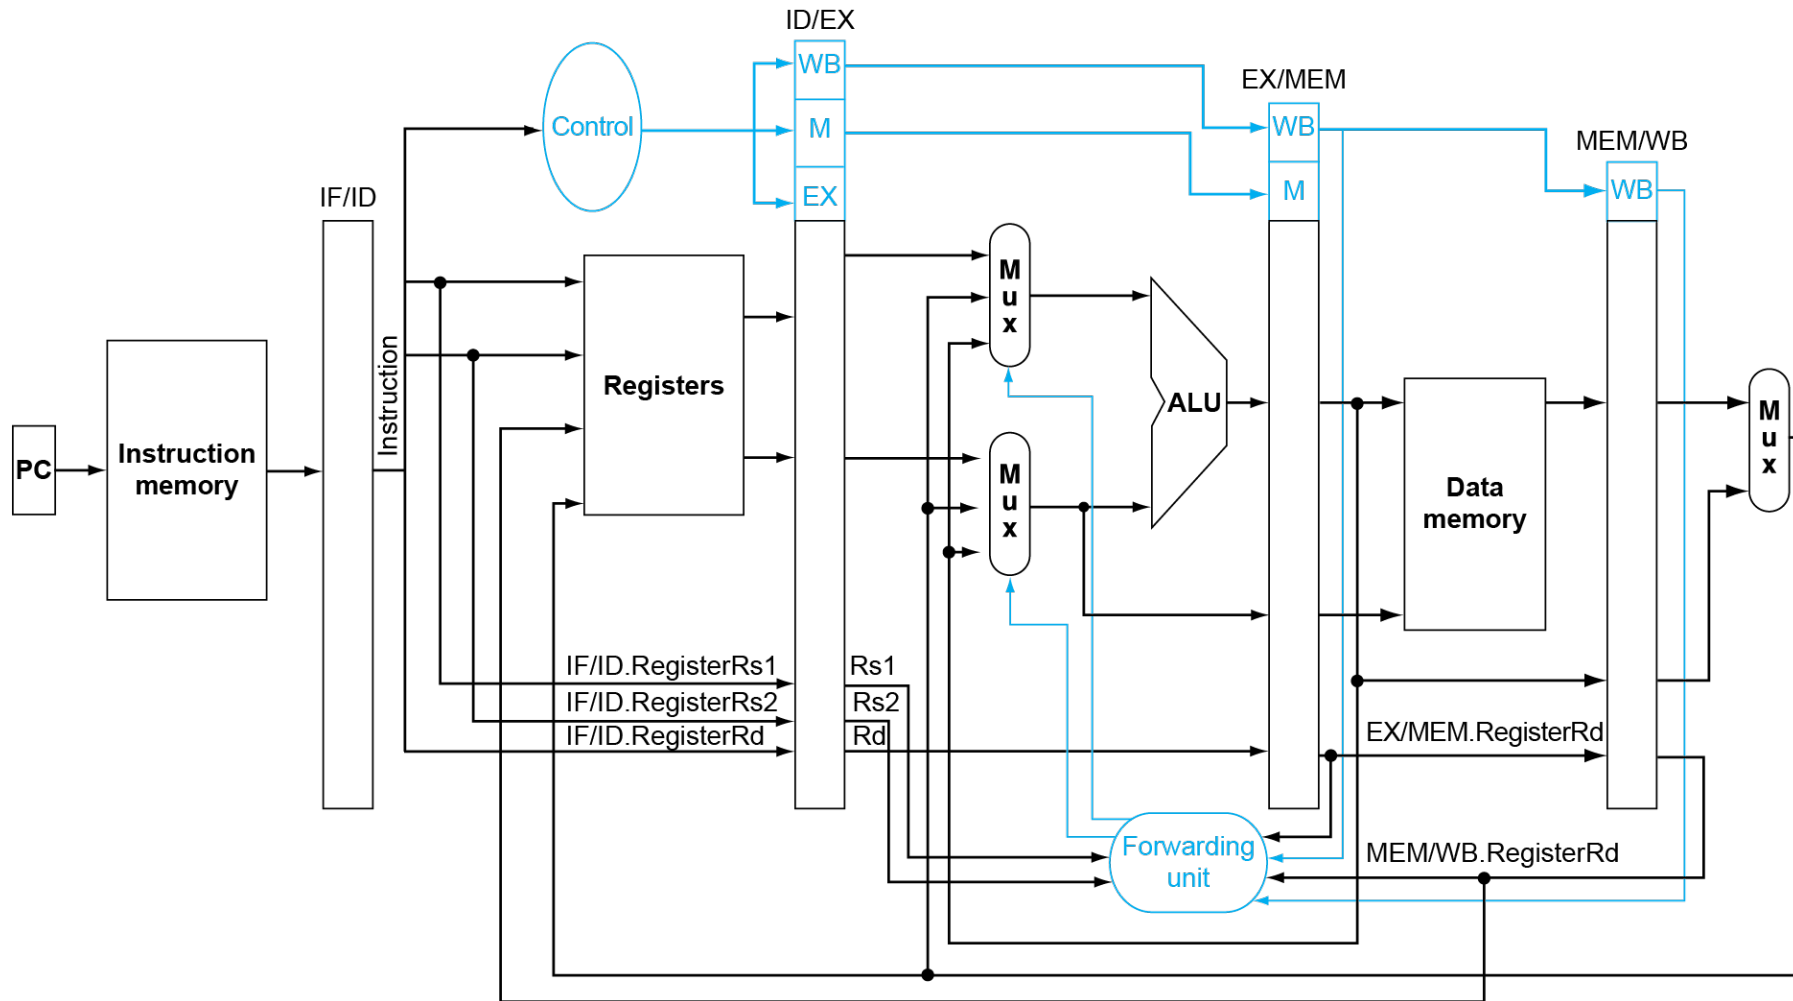 ID/EX
WB
EX/MEM
Control
M
WB
MEM/WB
IF/ID
EX
M
WB
M
u
x
Instruction
Registers
ALU
M
u
x
PC
Instruction
memory
M
u
x
Data
memory
IF/ID.RegisterRs1
Rs1
IF/ID.RegisterRs2
Rs2
IF/ID.RegisterRd
Rd
EX/MEM.RegisterRd
Forwarding
unit
MEM/WB.RegisterRd